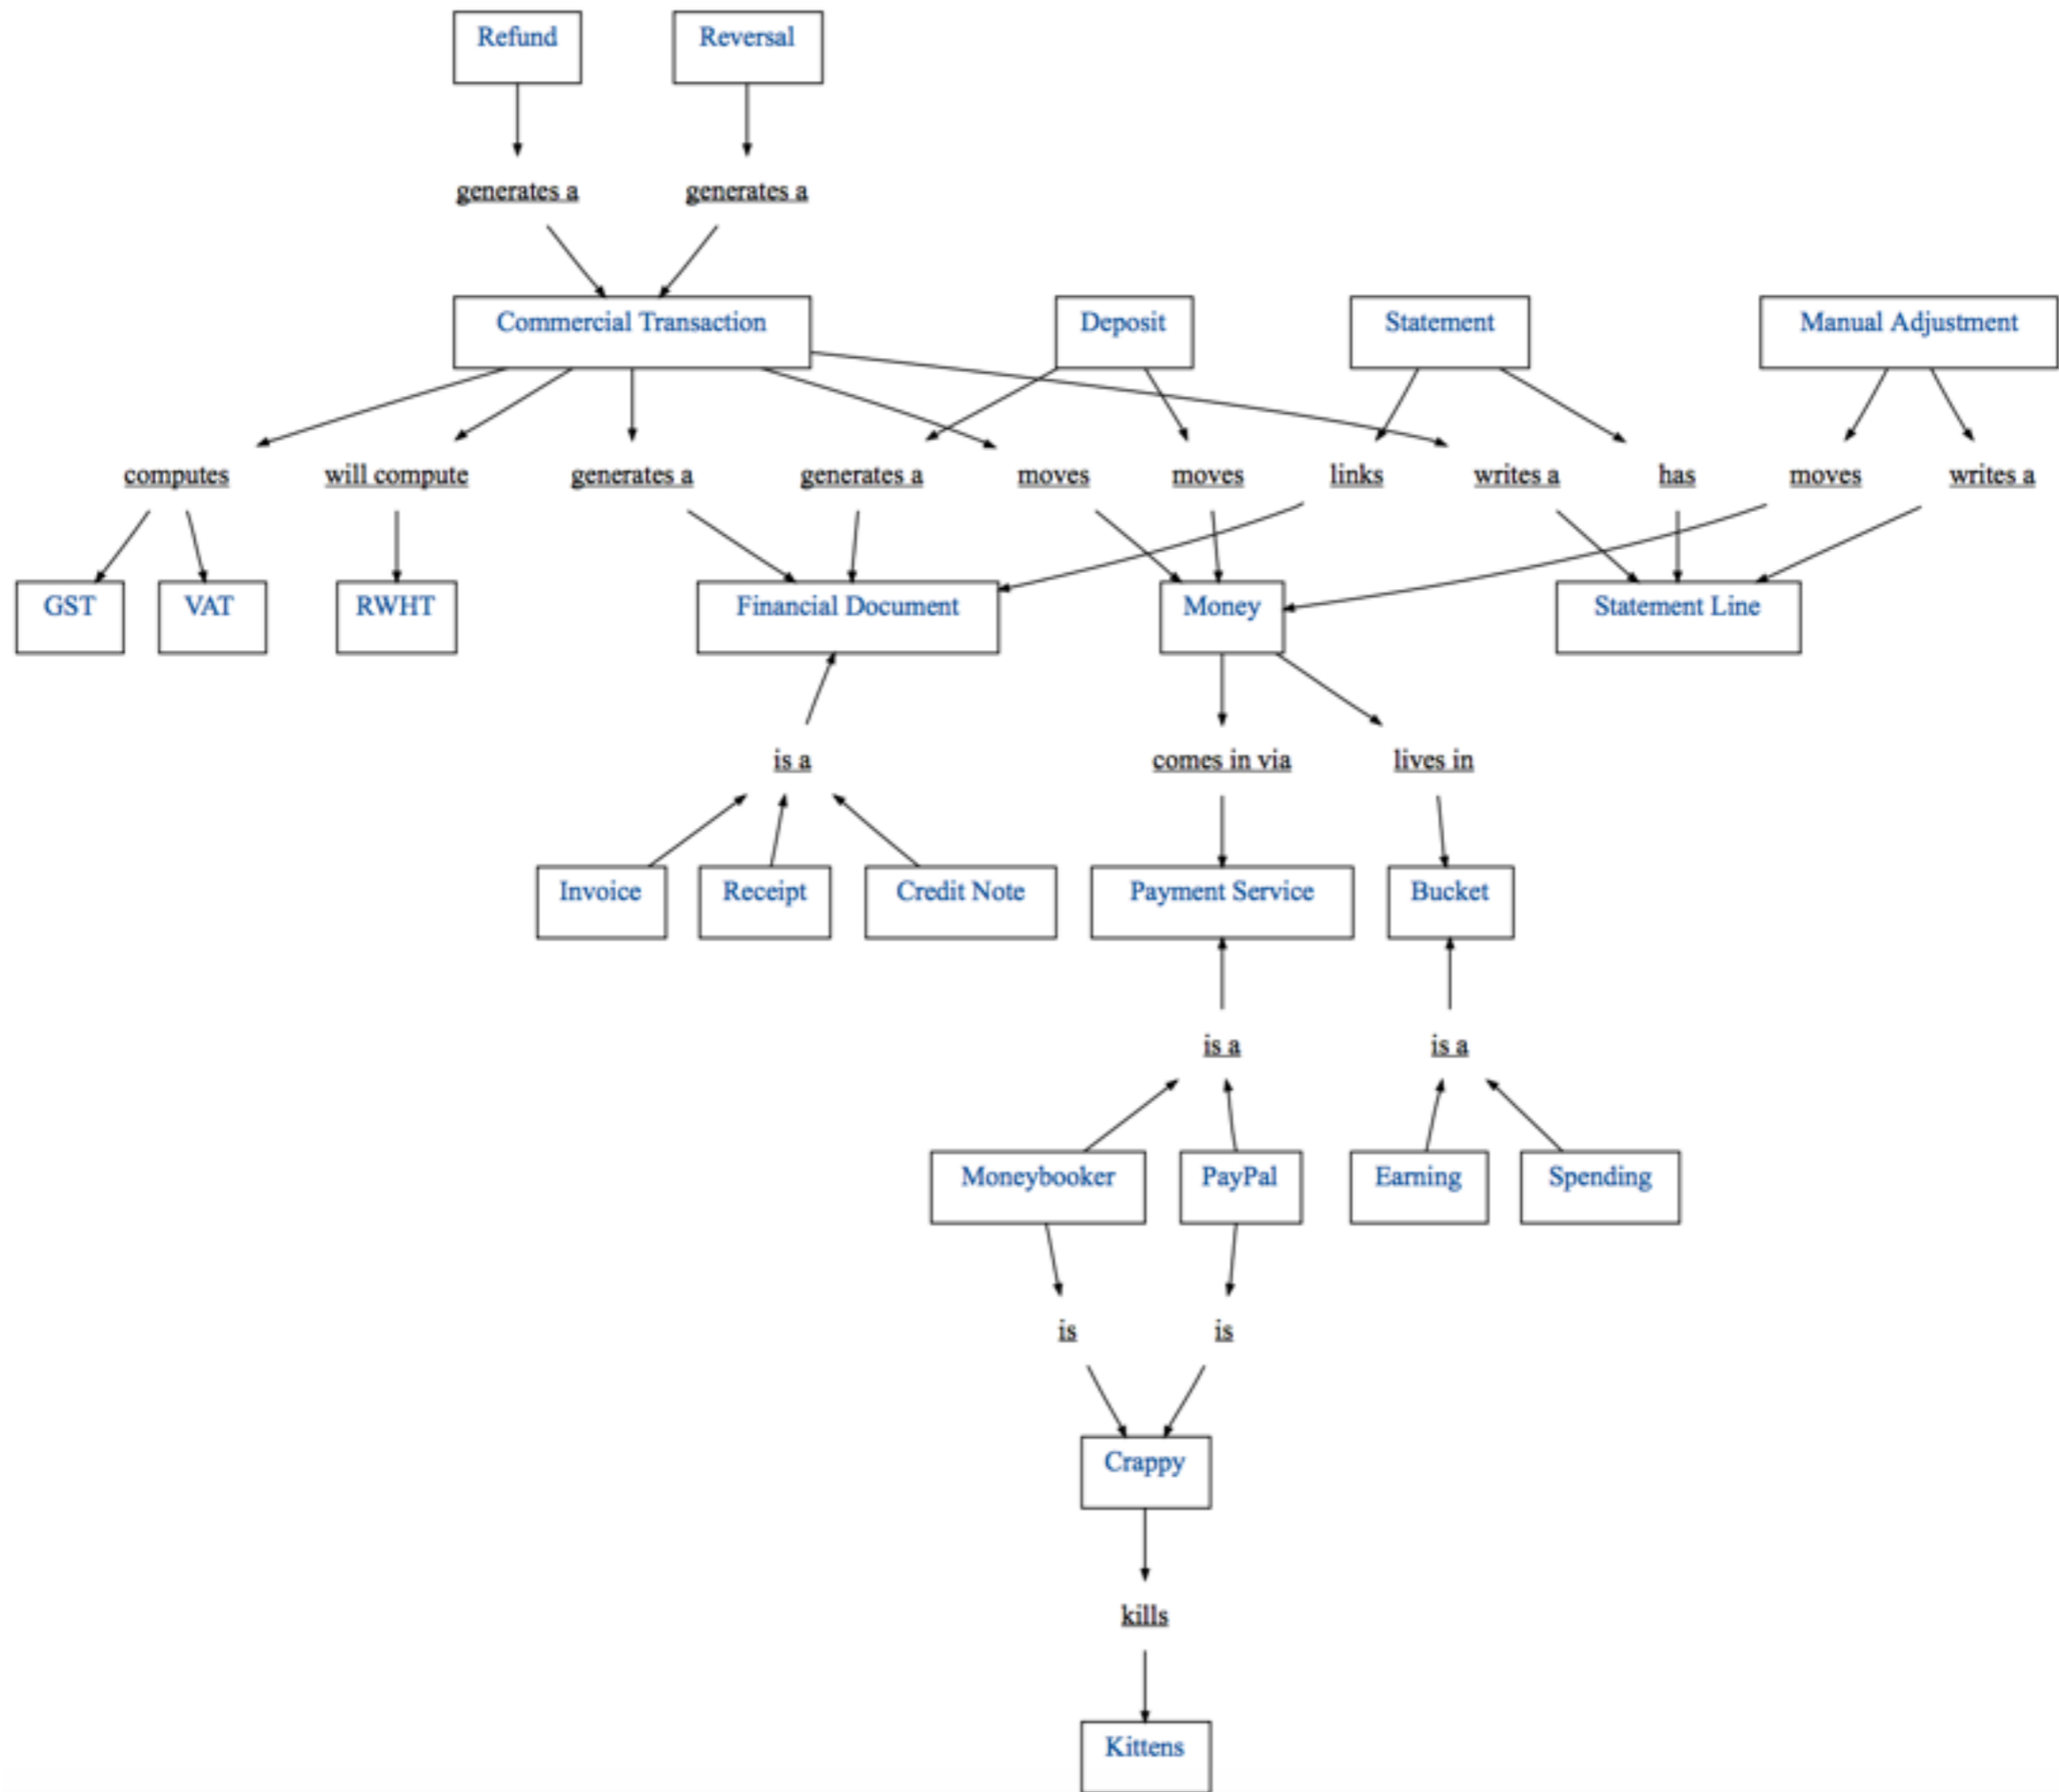 Refund
Reversal
generates a
generates a
Commercial Transaction
Deposit
Statement
Manual Adjustment
computes
will compute
generates a
generates a
moves
moves
links
writes a
has
moves
writes a
GST
VAT
RWHT
Financial Document
Money
Statement Line
is a
comes in via
lives in
Invoice
Receipt
Credit Note
Payment Service
Bucket
is a
is a
Moneybooker
PayPal
Earning
Spending
is
is
Crappy
kills
Kittens